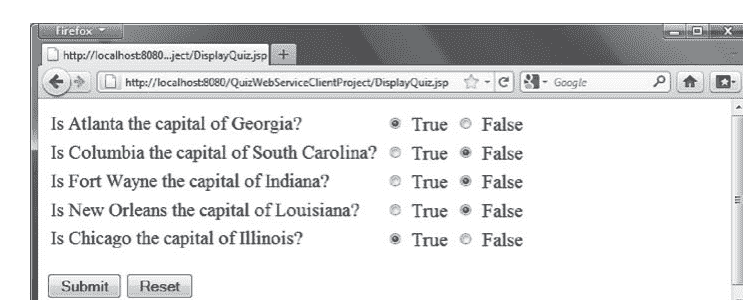 Firefox
http://localhost:8080...ject/DisplayQuiz.jsp
http://localhost:8080/QuizWebServiceClientProject/DisplayQuiz.jsp Google
Is Atlanta the capital of Georgia? True False
Is Columbia the capital of South Carolina? True False
Is Fort Wayne the capital of Indiana? True False
Is New Orleans the capital of Louisiana? True False
Is Chicago the capital of Illinois? True False
Submit Reset